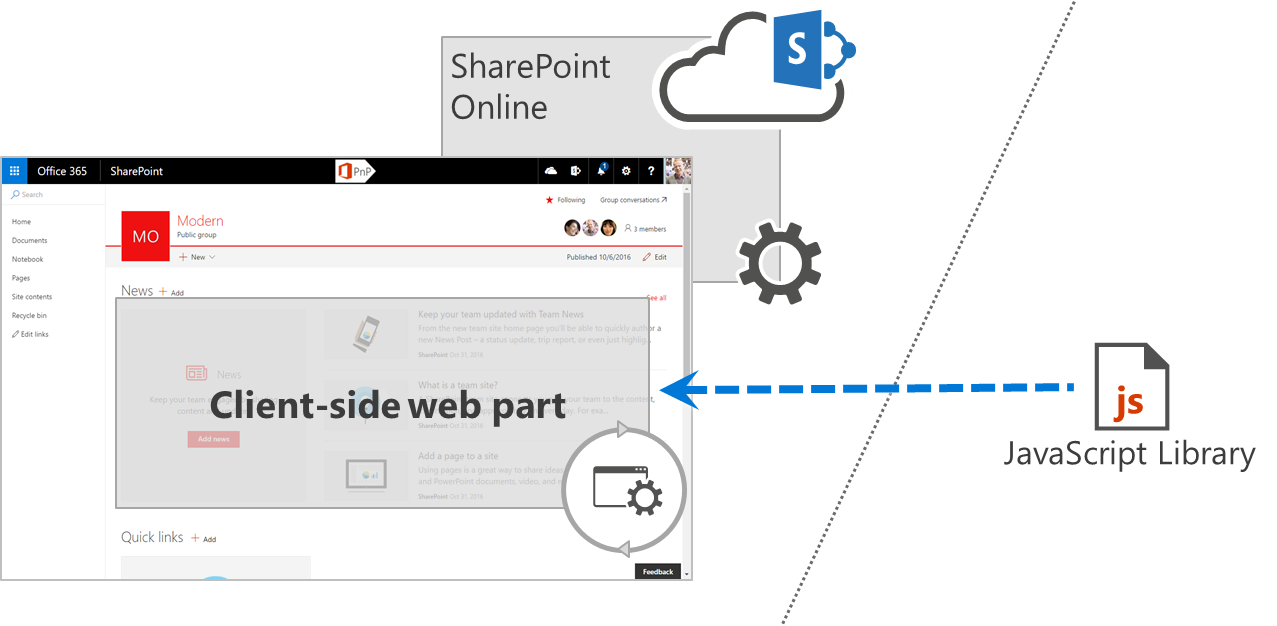 SharePoint
Online
S
Office 365
SharePoint
PnP
1
?
Search
Following
Group conversations
Home
Documents
Notebook
Pages
Site contents
Recycle bin
Edit links
MO
Modern
Public group
3 members
New
Published 10/6/2016
Edit
News + Add
See all
Keep your team updated with Team News
From the new team site home page you'll be able to quickly author a
new News Post – a status update, trip report, or even just highlig...
SharePoint Oct 31, 2016
News
Keep your team
content
Add news
What is a team site?
your team to the content,
day. For exa...
SharePoint Oct 31, 2016
Client-side web part
Add a page to a site
Using pages is a great way to share ideas
and PowerPoint documents, video, and
SharePoint Oct 31, 2016
Quick links + Add
Feedback
js
JavaScript Library